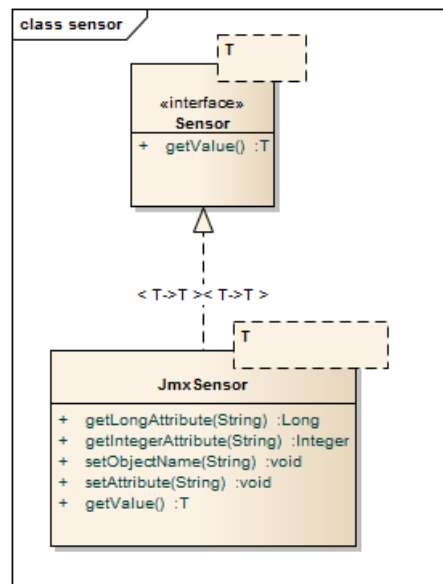 class sensor
T
«interface»
Sensor
+ getValue() :T
< T->T >< T->T >
T
JmxSensor
+ getLongAttribute(String) :Long
+ getIntegerAttribute(String) :Integer
+ setObjectName(String) :void
+ setAttribute(String) :void
+ getValue() :T